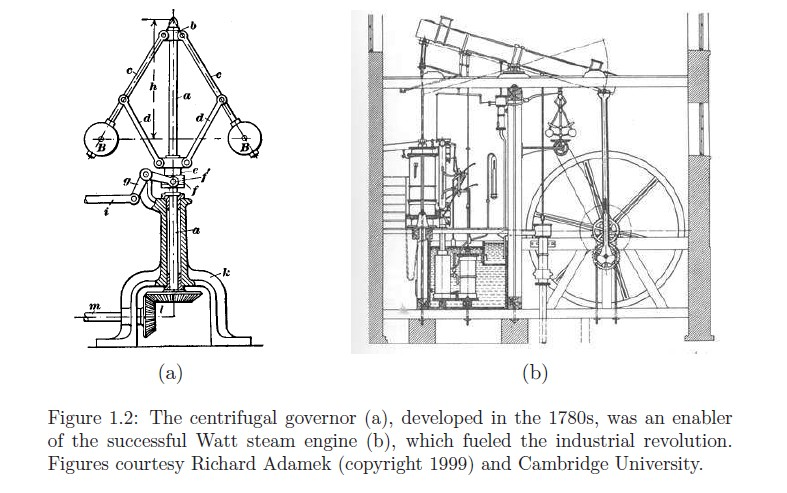 b
c
c
h
a
d
d
B
B
e
g
f'
f
i
a
k
m
l
(a)
(b)
Figure 1.2: The centrifugal governor (a), developed in the 1780s, was an enabler
of the successful Watt steam engine (b), which fueled the industrial revolution.
Figures courtesy Richard Adamek (copyright 1999) and Cambridge University.